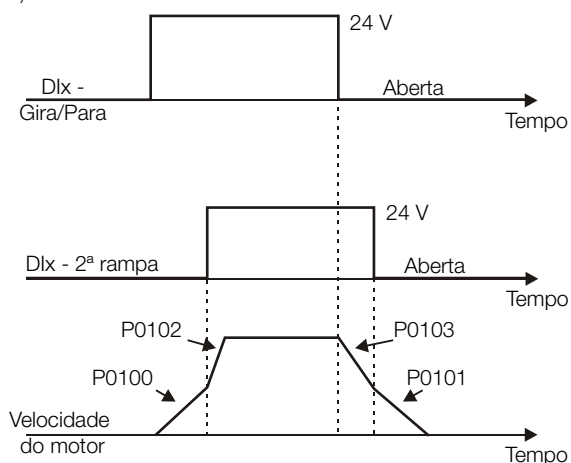 24 V
DIx -
Gira/Para
Aberta
Tempo
24 V
DIx - 2ª rampa
Aberta
Tempo
P0102
P0103
P0100
P0101
Velocidade
do motor
Tempo